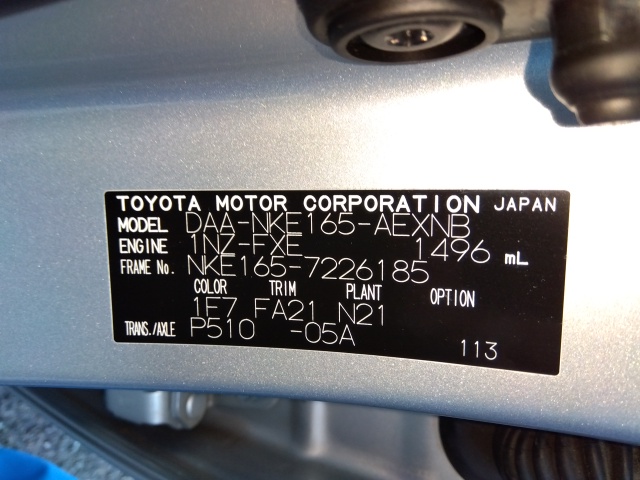 TOYOTA MOTOR CORPORATION JAPAN
MODEL DAA-NKE165-AEXNB
ENGINE 1NZ-FXE 1496 mL
FRAME No. NKE165-7226185
COLOR TRIM PLANT OPTION
1F7 FA21 N21
TRANS./AXLE P510 -05A
113